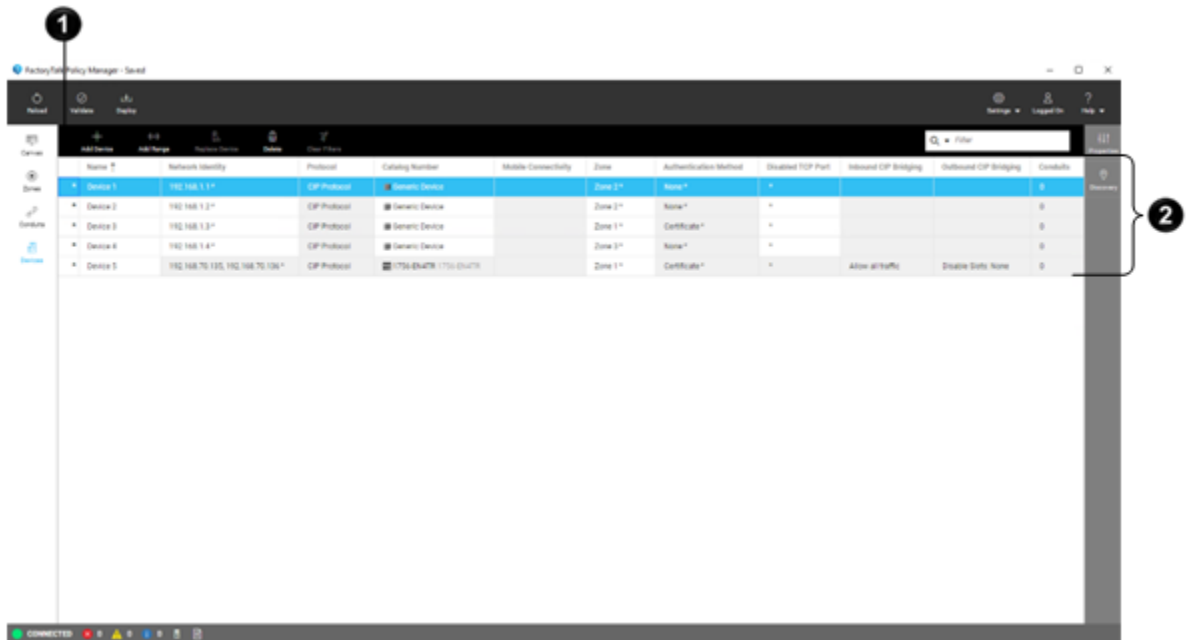 1
FactoryTalk Policy Manager - Saved
Reload Validate Deploy Settings Logged On Help
Canvas Add Device Add Range Replace Device Delete Clear Filters Filter Properties
Zones Name Network Identity Protocol Catalog Number Mobile Connectivity Zone Authentication Method Disabled TCP Port Inbound CIP Bridging Outbound CIP Bridging Conduits Discovery
* Device 1 192.168.1.1* CIP Protocol Generic Device Zone 2* None* * 0
* Device 2 192.168.1.2* CIP Protocol Generic Device Zone 2* None* * 0
Conduits * Device 3 192.168.1.3* CIP Protocol Generic Device Zone 1* Certificate* * 0
* Device 4 192.168.1.4* CIP Protocol Generic Device Zone 3* None* * 0
Devices * Device 5 192.168.70.135, 192.168.70.136* CIP Protocol 1756-EN4TR 1756-EN4TR Zone 1* Certificate* * Allow all traffic Disable Slots: None 0
2
CONNECTED 0 0 0